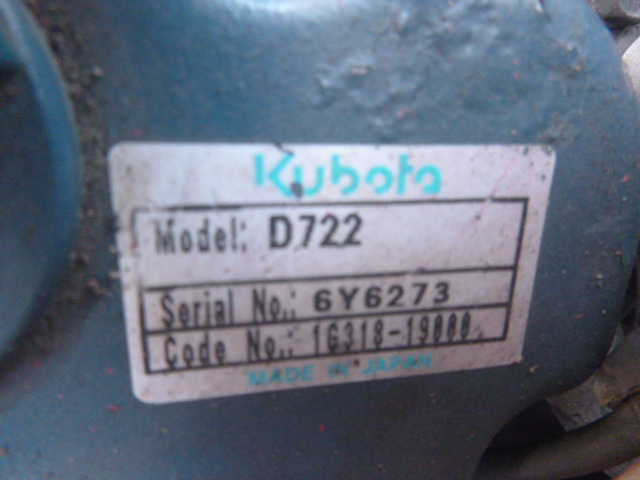 Kubota
Model: D722
Serial No.: 6Y6273
Code No.: 1G318-19000
MADE IN JAPAN